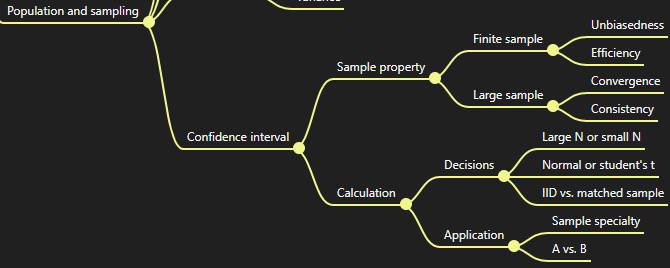 Population and sampling
Unbiasedness
Finite sample
Efficiency
Sample property
Convergence
Large sample
Consistency
Confidence interval
Large N or small N
Decisions
Normal or student's t
Calculation
IID vs. matched sample
Sample specialty
Application
A vs. B